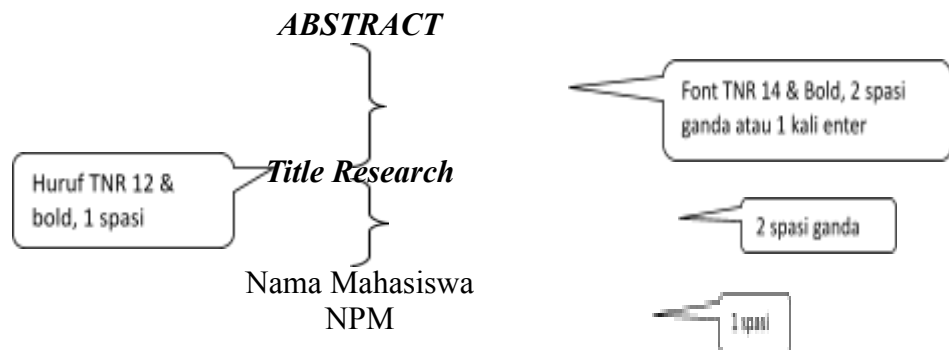 ABSTRACT
Font TNR 14 & Bold, 2 spasi
ganda atau 1 kali enter
Huruf TNR 12 &
bold, 1 spasi
Title Research
2 spasi ganda
Nama Mahasiswa
NPM
1 spasi